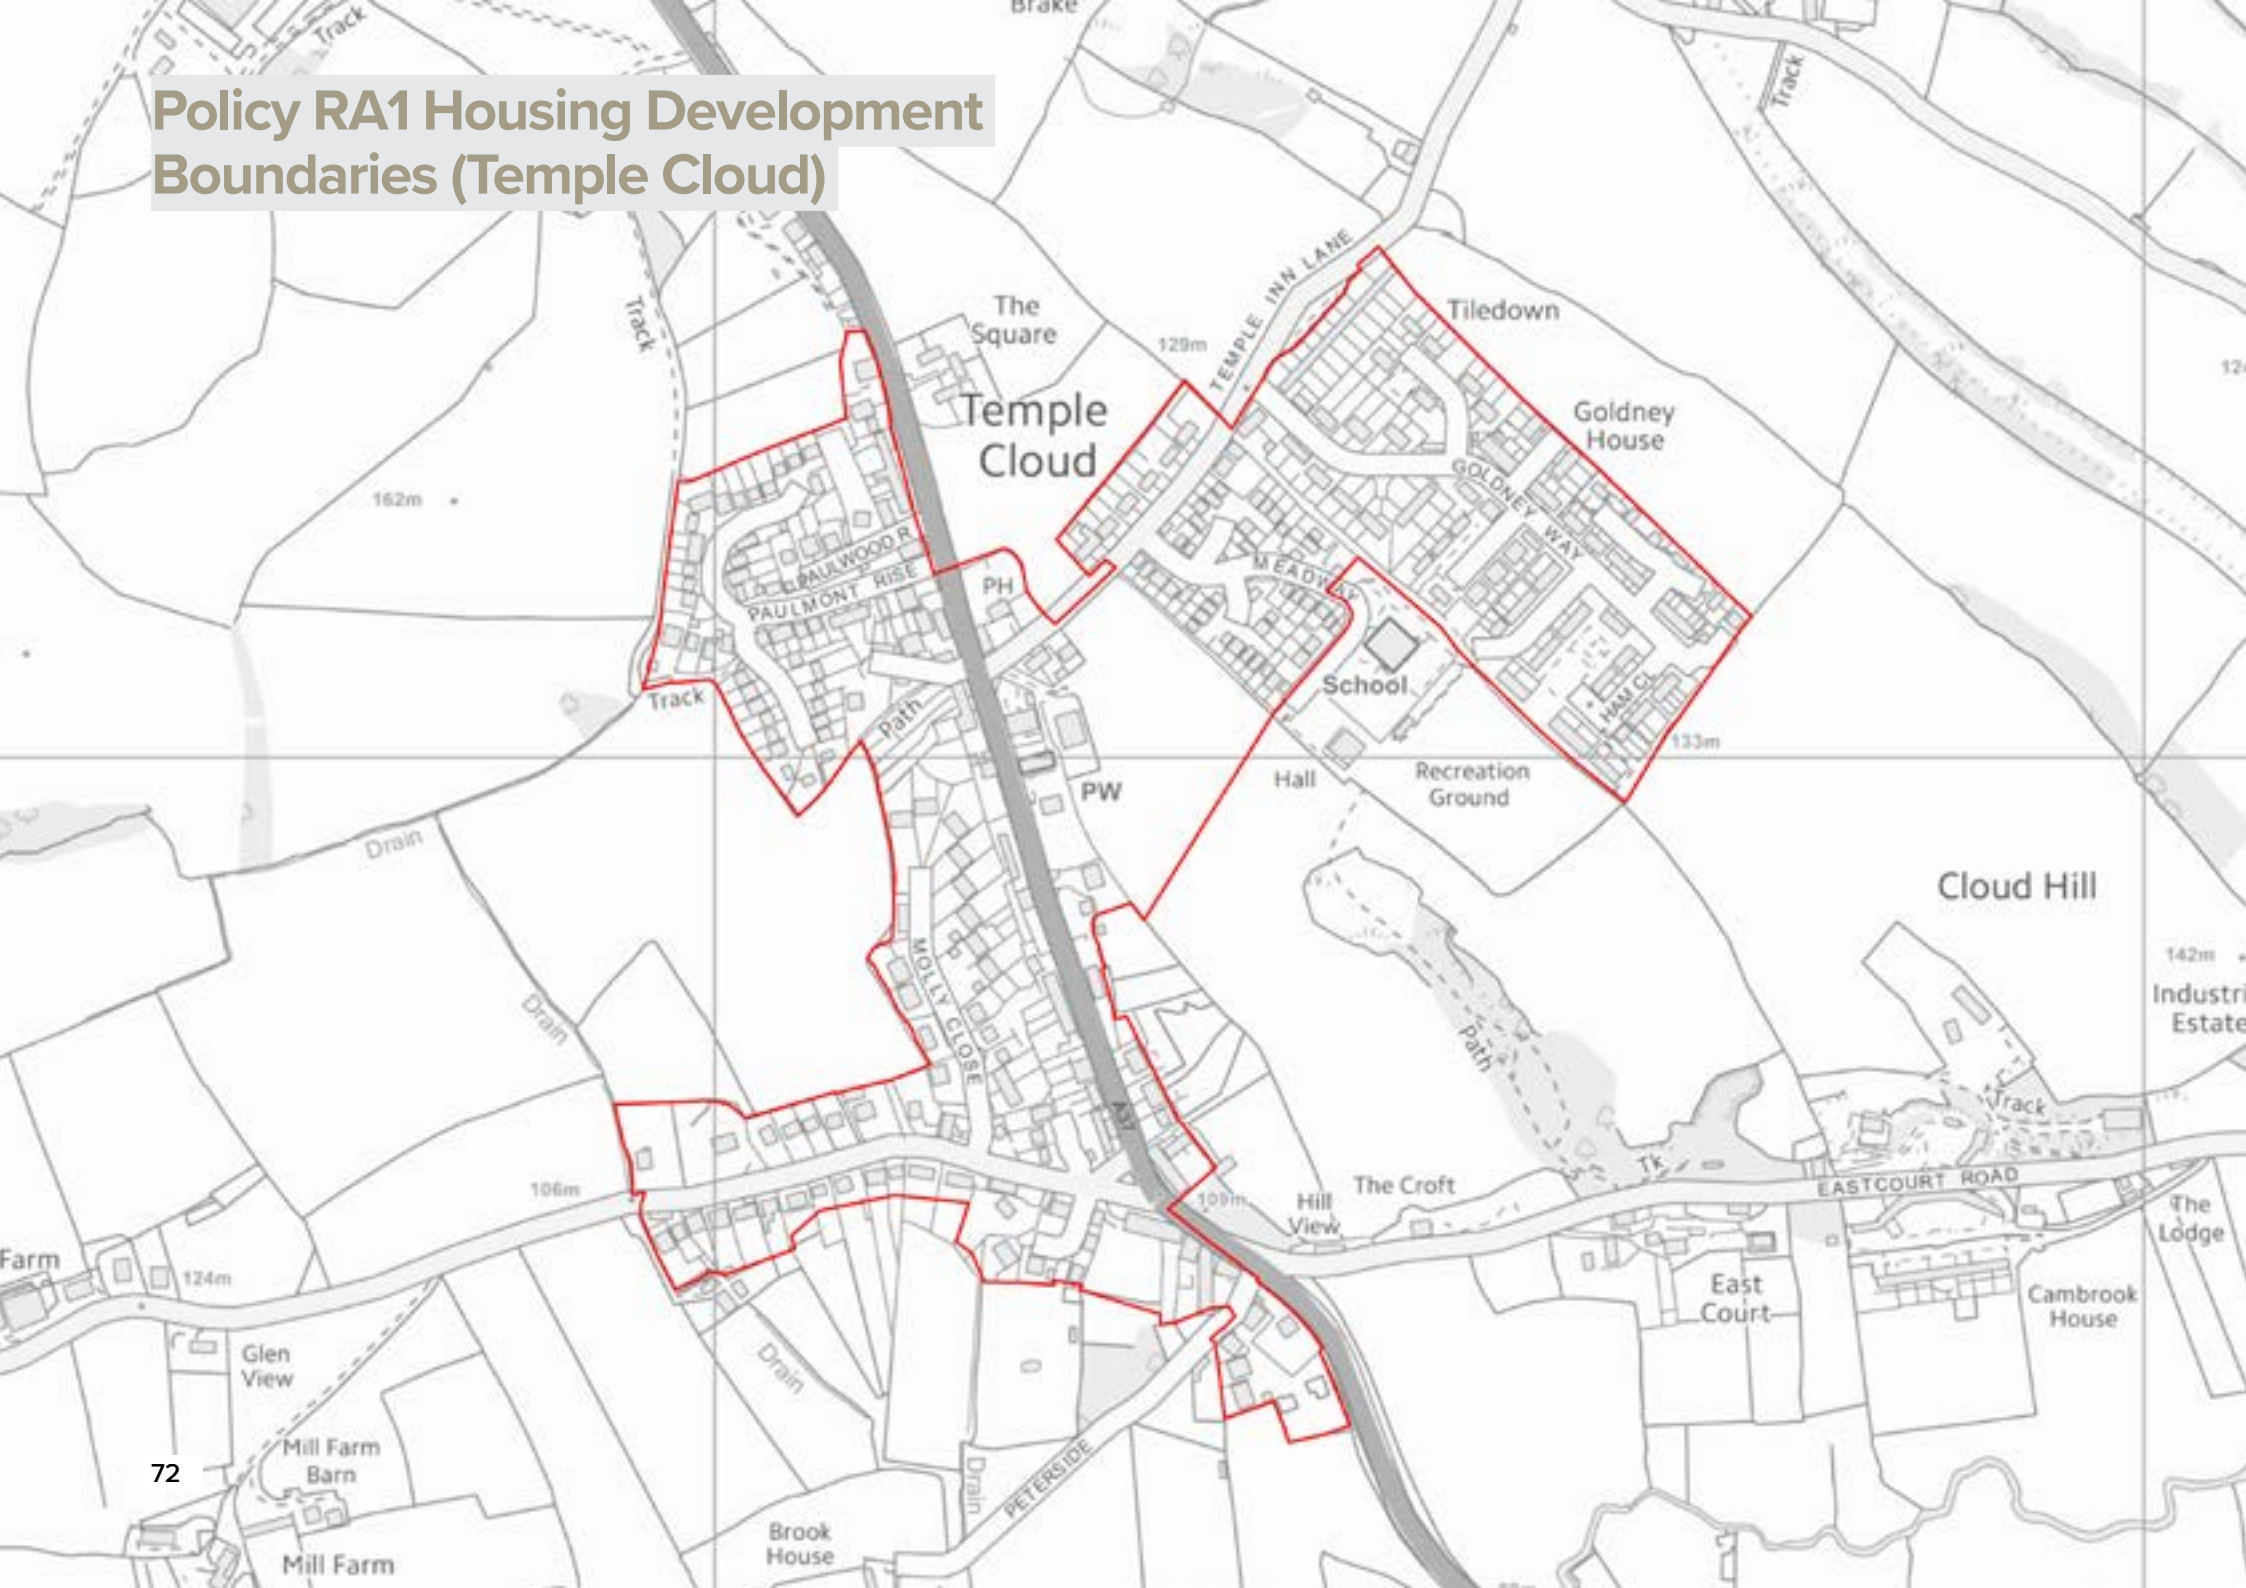 Brake
Track
Track
Policy RA1 Housing Development
Boundaries (Temple Cloud)
TEMPLE INN LANE
Track
The
Square
129m
Tiledown
Temple
Cloud
Goldney
House
162m
GOLDNEY WAY
PAULWOOD R
PAULMONT RISE
PH
MEADWAY
School
Track
Path
HAM CL
133m
Hall
Recreation
Ground
PW
Drain
Cloud Hill
142m
Industri
Estate
MOLLY CLOSE
Drain
Path
A37
Track
Tk
106m
109m
Hill
View
The Croft
EASTCOURT ROAD
The
Lodge
Farm
124m
East
Court
Cambrook
House
Glen
View
Drain
Mill Farm
Barn
72
Drain
PETERSIDE
Brook
House
Mill Farm